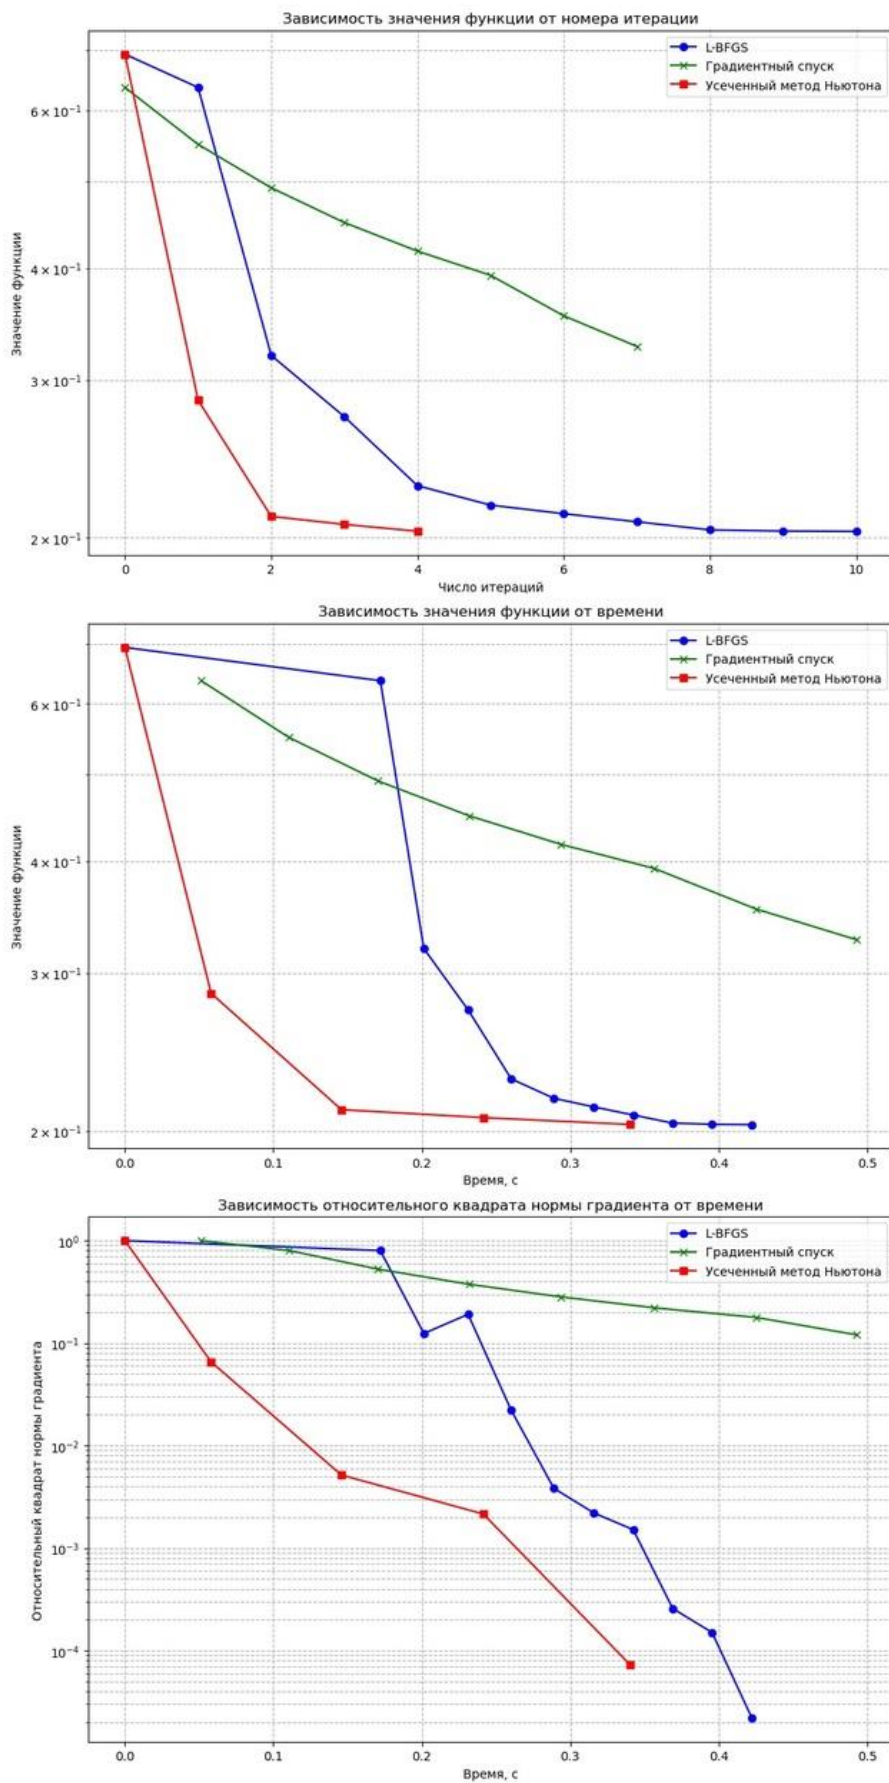 Зависимость значения функции от номера итерации
L-BFGS
Градиентный спуск
Усеченный метод Ньютона
6 × 10⁻¹
4 × 10⁻¹
3 × 10⁻¹
2 × 10⁻¹
Значение функции
0 2 4 6 8 10
Число итераций
Зависимость значения функции от времени
L-BFGS
Градиентный спуск
Усеченный метод Ньютона
6 × 10⁻¹
4 × 10⁻¹
3 × 10⁻¹
2 × 10⁻¹
Значение функции
0.0 0.1 0.2 0.3 0.4 0.5
Время, с
Зависимость относительного квадрата нормы градиента от времени
L-BFGS
Градиентный спуск
Усеченный метод Ньютона
10⁰
10⁻¹
10⁻²
10⁻³
10⁻⁴
Относительный квадрат нормы градиента
0.0 0.1 0.2 0.3 0.4 0.5
Время, с